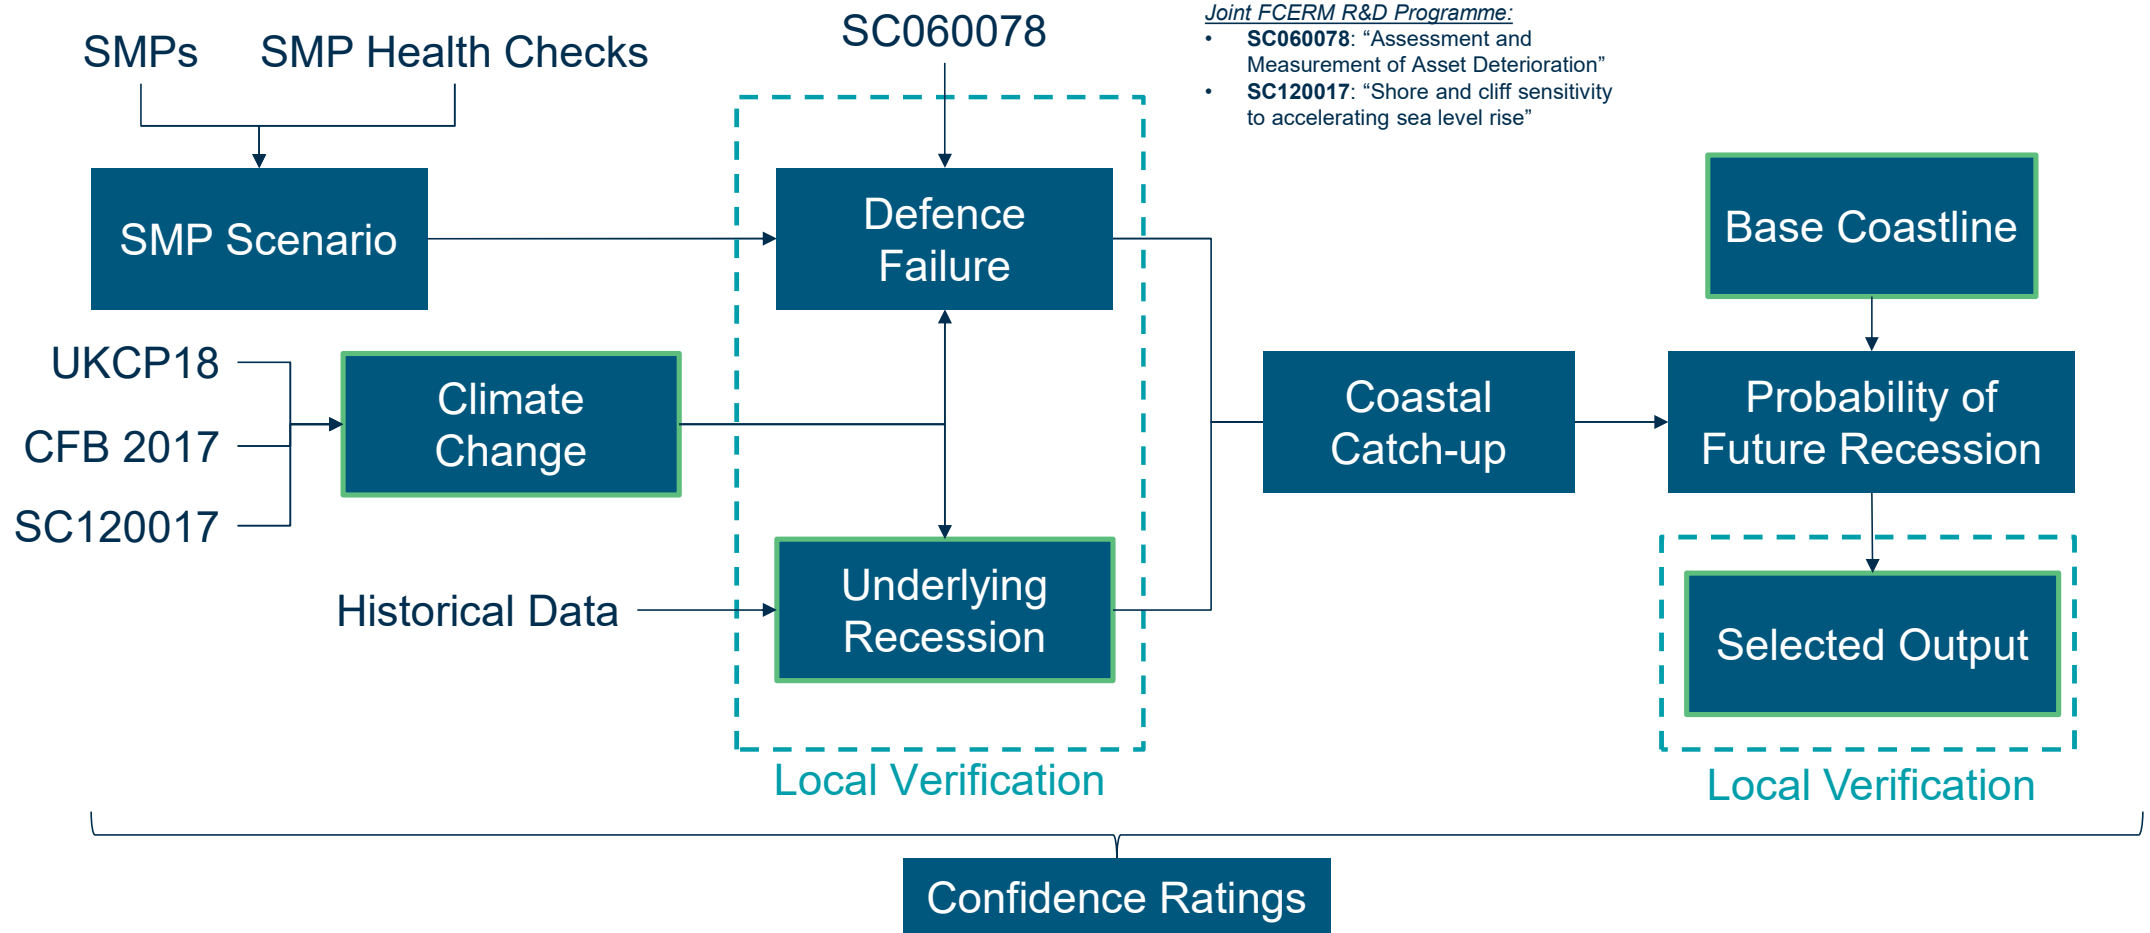 SMPs
SMP Health Checks
SC060078
Joint FCERM R&D Programme:
• SC060078: “Assessment and
Measurement of Asset Deterioration”
• SC120017: “Shore and cliff sensitivity
to accelerating sea level rise”
SMP Scenario
Defence
Failure
Base Coastline
UKCP18
CFB 2017
SC120017
Climate
Change
Coastal
Catch-up
Probability of
Future Recession
Historical Data
Underlying
Recession
Selected Output
Local Verification
Local Verification
Confidence Ratings